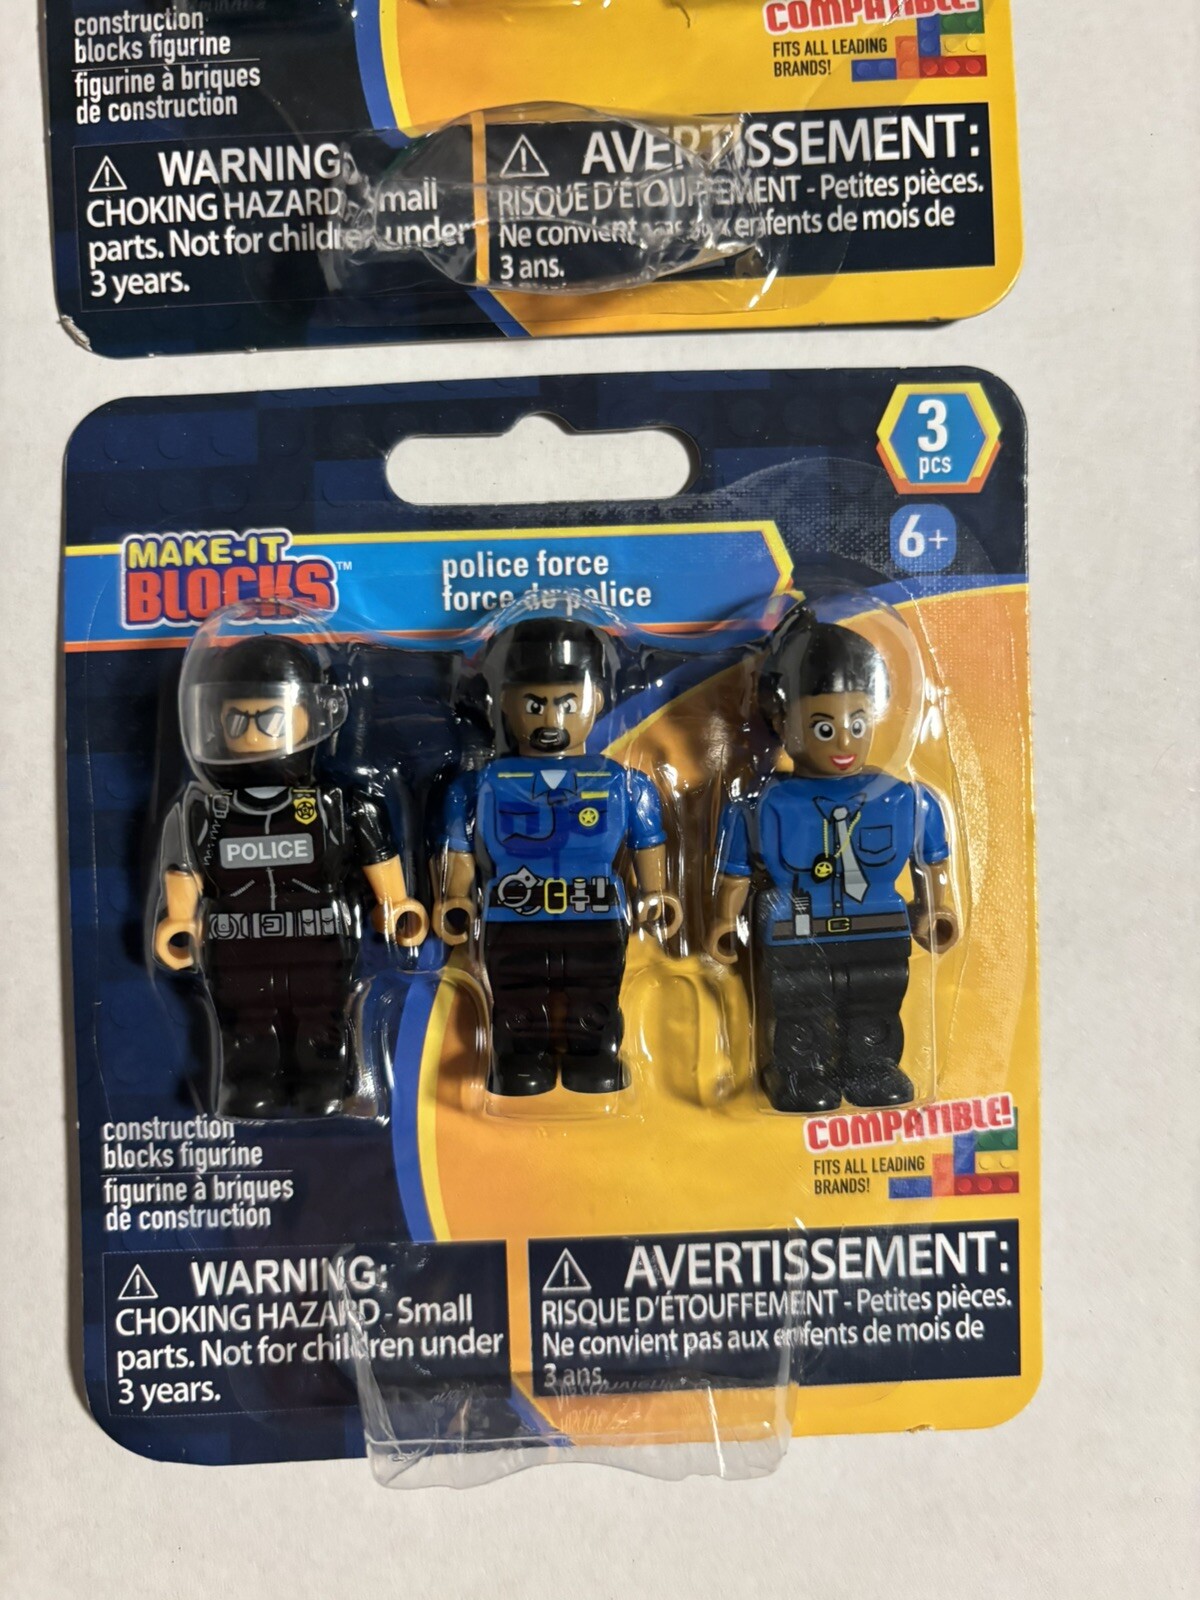 construction
blocks figurine
figurine à briques
de construction
COMPATIBLE!
FITS ALL LEADING
BRANDS!
WARNING:
CHOKING HAZARD - Small
parts. Not for children under
3 years.
AVERTISSEMENT:
RISQUE D'ÉTOUFFEMENT - Petites pièces.
Ne convient pas aux enfents de mois de
3 ans.
3
pcs
6+
MAKE-IT
BLOCKS™
police force
force de police
POLICE
construction
blocks figurine
figurine à briques
de construction
COMPATIBLE!
FITS ALL LEADING
BRANDS!
WARNING:
CHOKING HAZARD - Small
parts. Not for children under
3 years.
AVERTISSEMENT:
RISQUE D'ÉTOUFFEMENT - Petites pièces.
Ne convient pas aux enfents de mois de
3 ans.